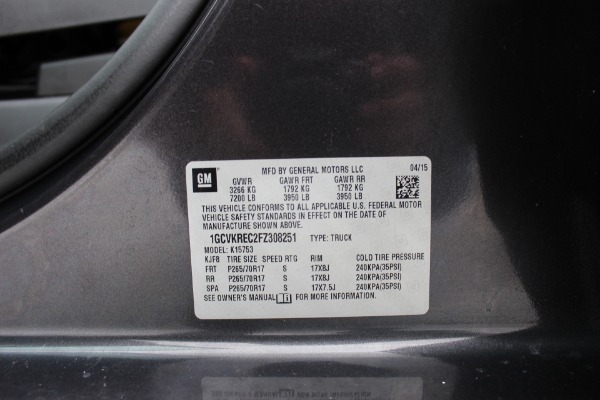 MFD BY GENERAL MOTORS LLC 04/15
GM GVWR GAWR FRT GAWR RR
3266 KG 1792 KG 1792 KG
7200 LB 3950 LB 3950 LB
THIS VEHICLE CONFORMS TO ALL APPLICABLE U.S. FEDERAL MOTOR
VEHICLE SAFETY STANDARDS IN EFFECT ON THE DATE OF
MANUFACTURE SHOWN ABOVE.
1GCVKREC2FZ308251 TYPE: TRUCK
MODEL: K15753
KJF8 TIRE SIZE SPEED RTG RIM COLD TIRE PRESSURE
FRT P265/70R17 S 17X8J 240KPA(35PSI)
RR P265/70R17 S 17X8J 240KPA(35PSI)
SPA P265/70R17 S 17X7.5J 240KPA(35PSI)
SEE OWNER'S MANUAL FOR MORE INFORMATION.